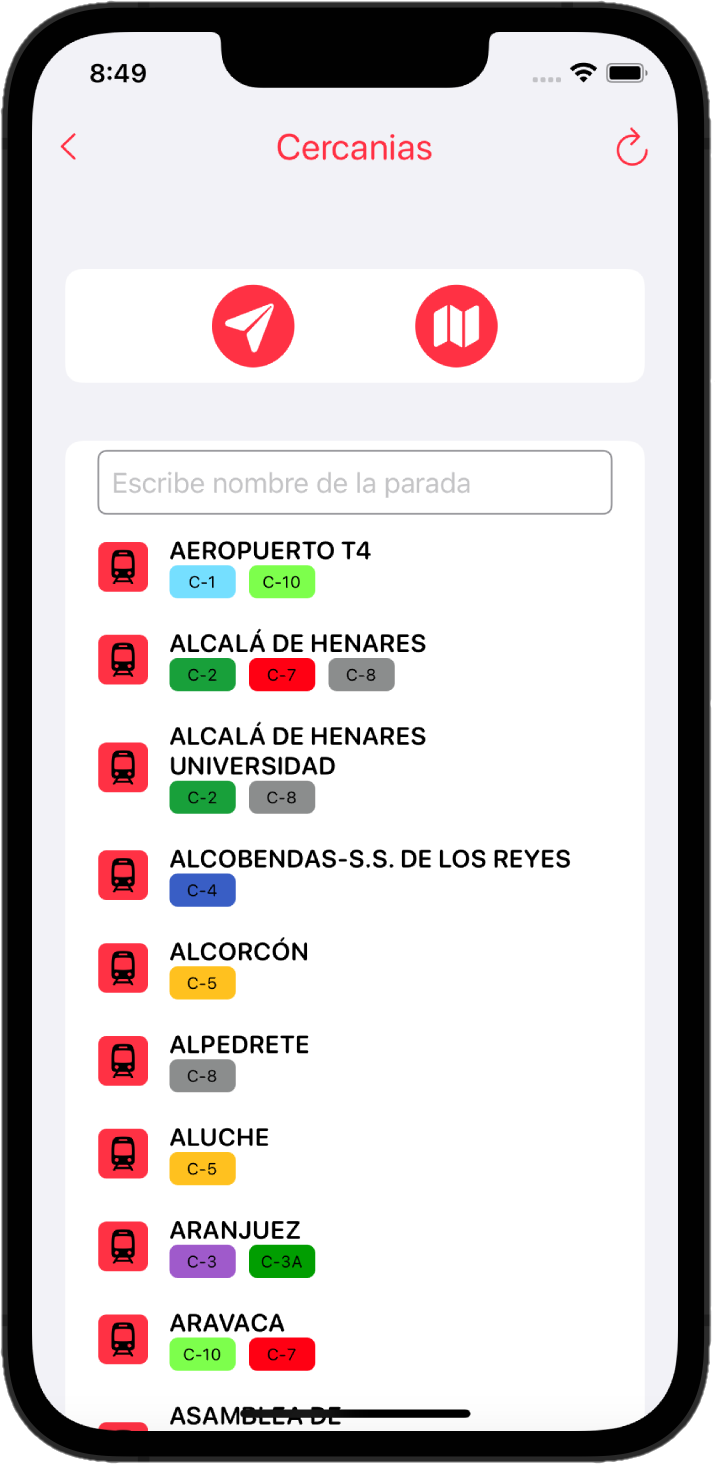 8:49
Cercanias
Escribe nombre de la parada
AEROPUERTO T4
C-1 C-10
ALCALÁ DE HENARES
C-2 C-7 C-8
ALCALÁ DE HENARES
UNIVERSIDAD
C-2 C-8
ALCOBENDAS-S.S. DE LOS REYES
C-4
ALCORCÓN
C-5
ALPEDRETE
C-8
ALUCHE
C-5
ARANJUEZ
C-3 C-3A
ARAVACA
C-10 C-7
ASAMBLEA DE